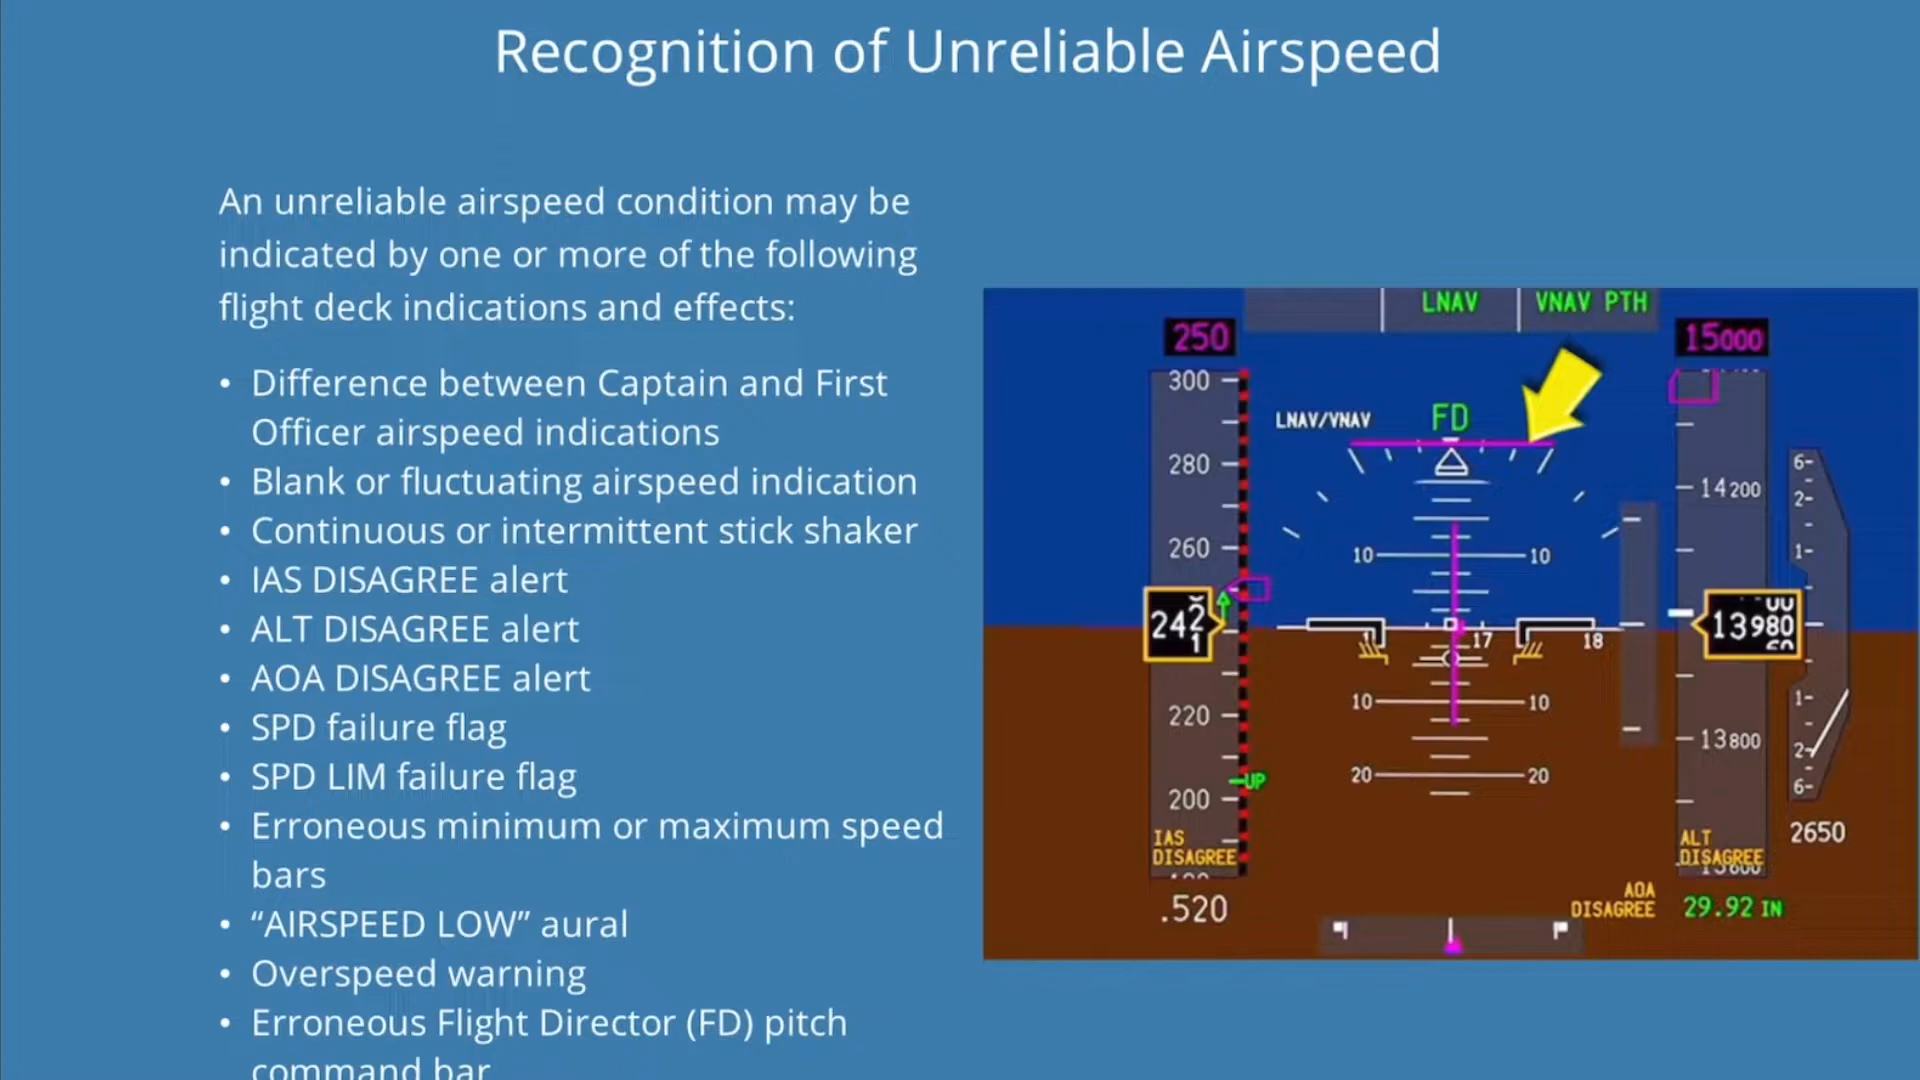 Recognition of Unreliable Airspeed
An unreliable airspeed condition may be
indicated by one or more of the following
flight deck indications and effects:
• Difference between Captain and First
Officer airspeed indications
• Blank or fluctuating airspeed indication
• Continuous or intermittent stick shaker
• IAS DISAGREE alert
• ALT DISAGREE alert
• AOA DISAGREE alert
• SPD failure flag
• SPD LIM failure flag
• Erroneous minimum or maximum speed
bars
• “AIRSPEED LOW” aural
• Overspeed warning
• Erroneous Flight Director (FD) pitch
command bar
LNAV VNAV PTH
250 15000
300
LNAV/VNAV FD
280 14200 6
2
260 10 10 1
242 1 17 18 13980
220 10 10 1
13800 2
200 UP 20 20 6
2650
IAS
DISAGREE
ALT
DISAGREE
13600
.520
AOA
DISAGREE
29.92 IN